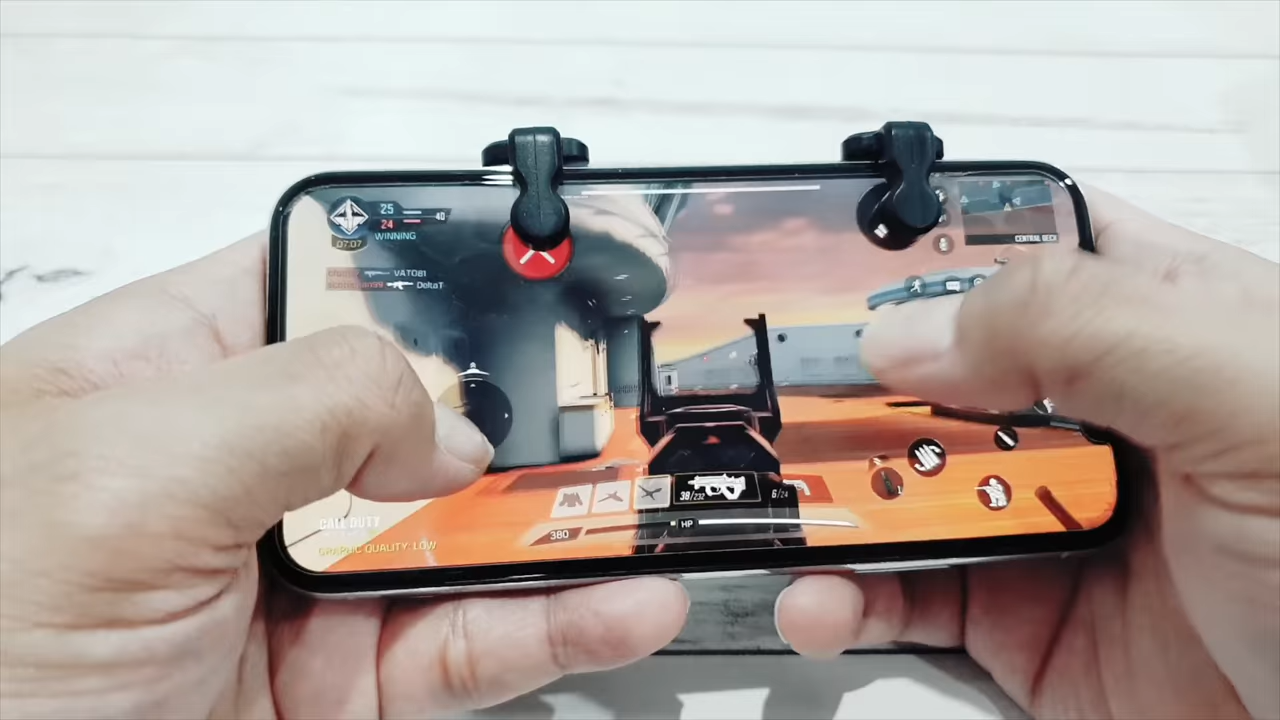 25
24
40
07:07
WINNING
VATO81
DeltaT
CENTRAL DECK
38/232
6/24
380
HP
CALL DUTY
GRAPHIC QUALITY: LOW